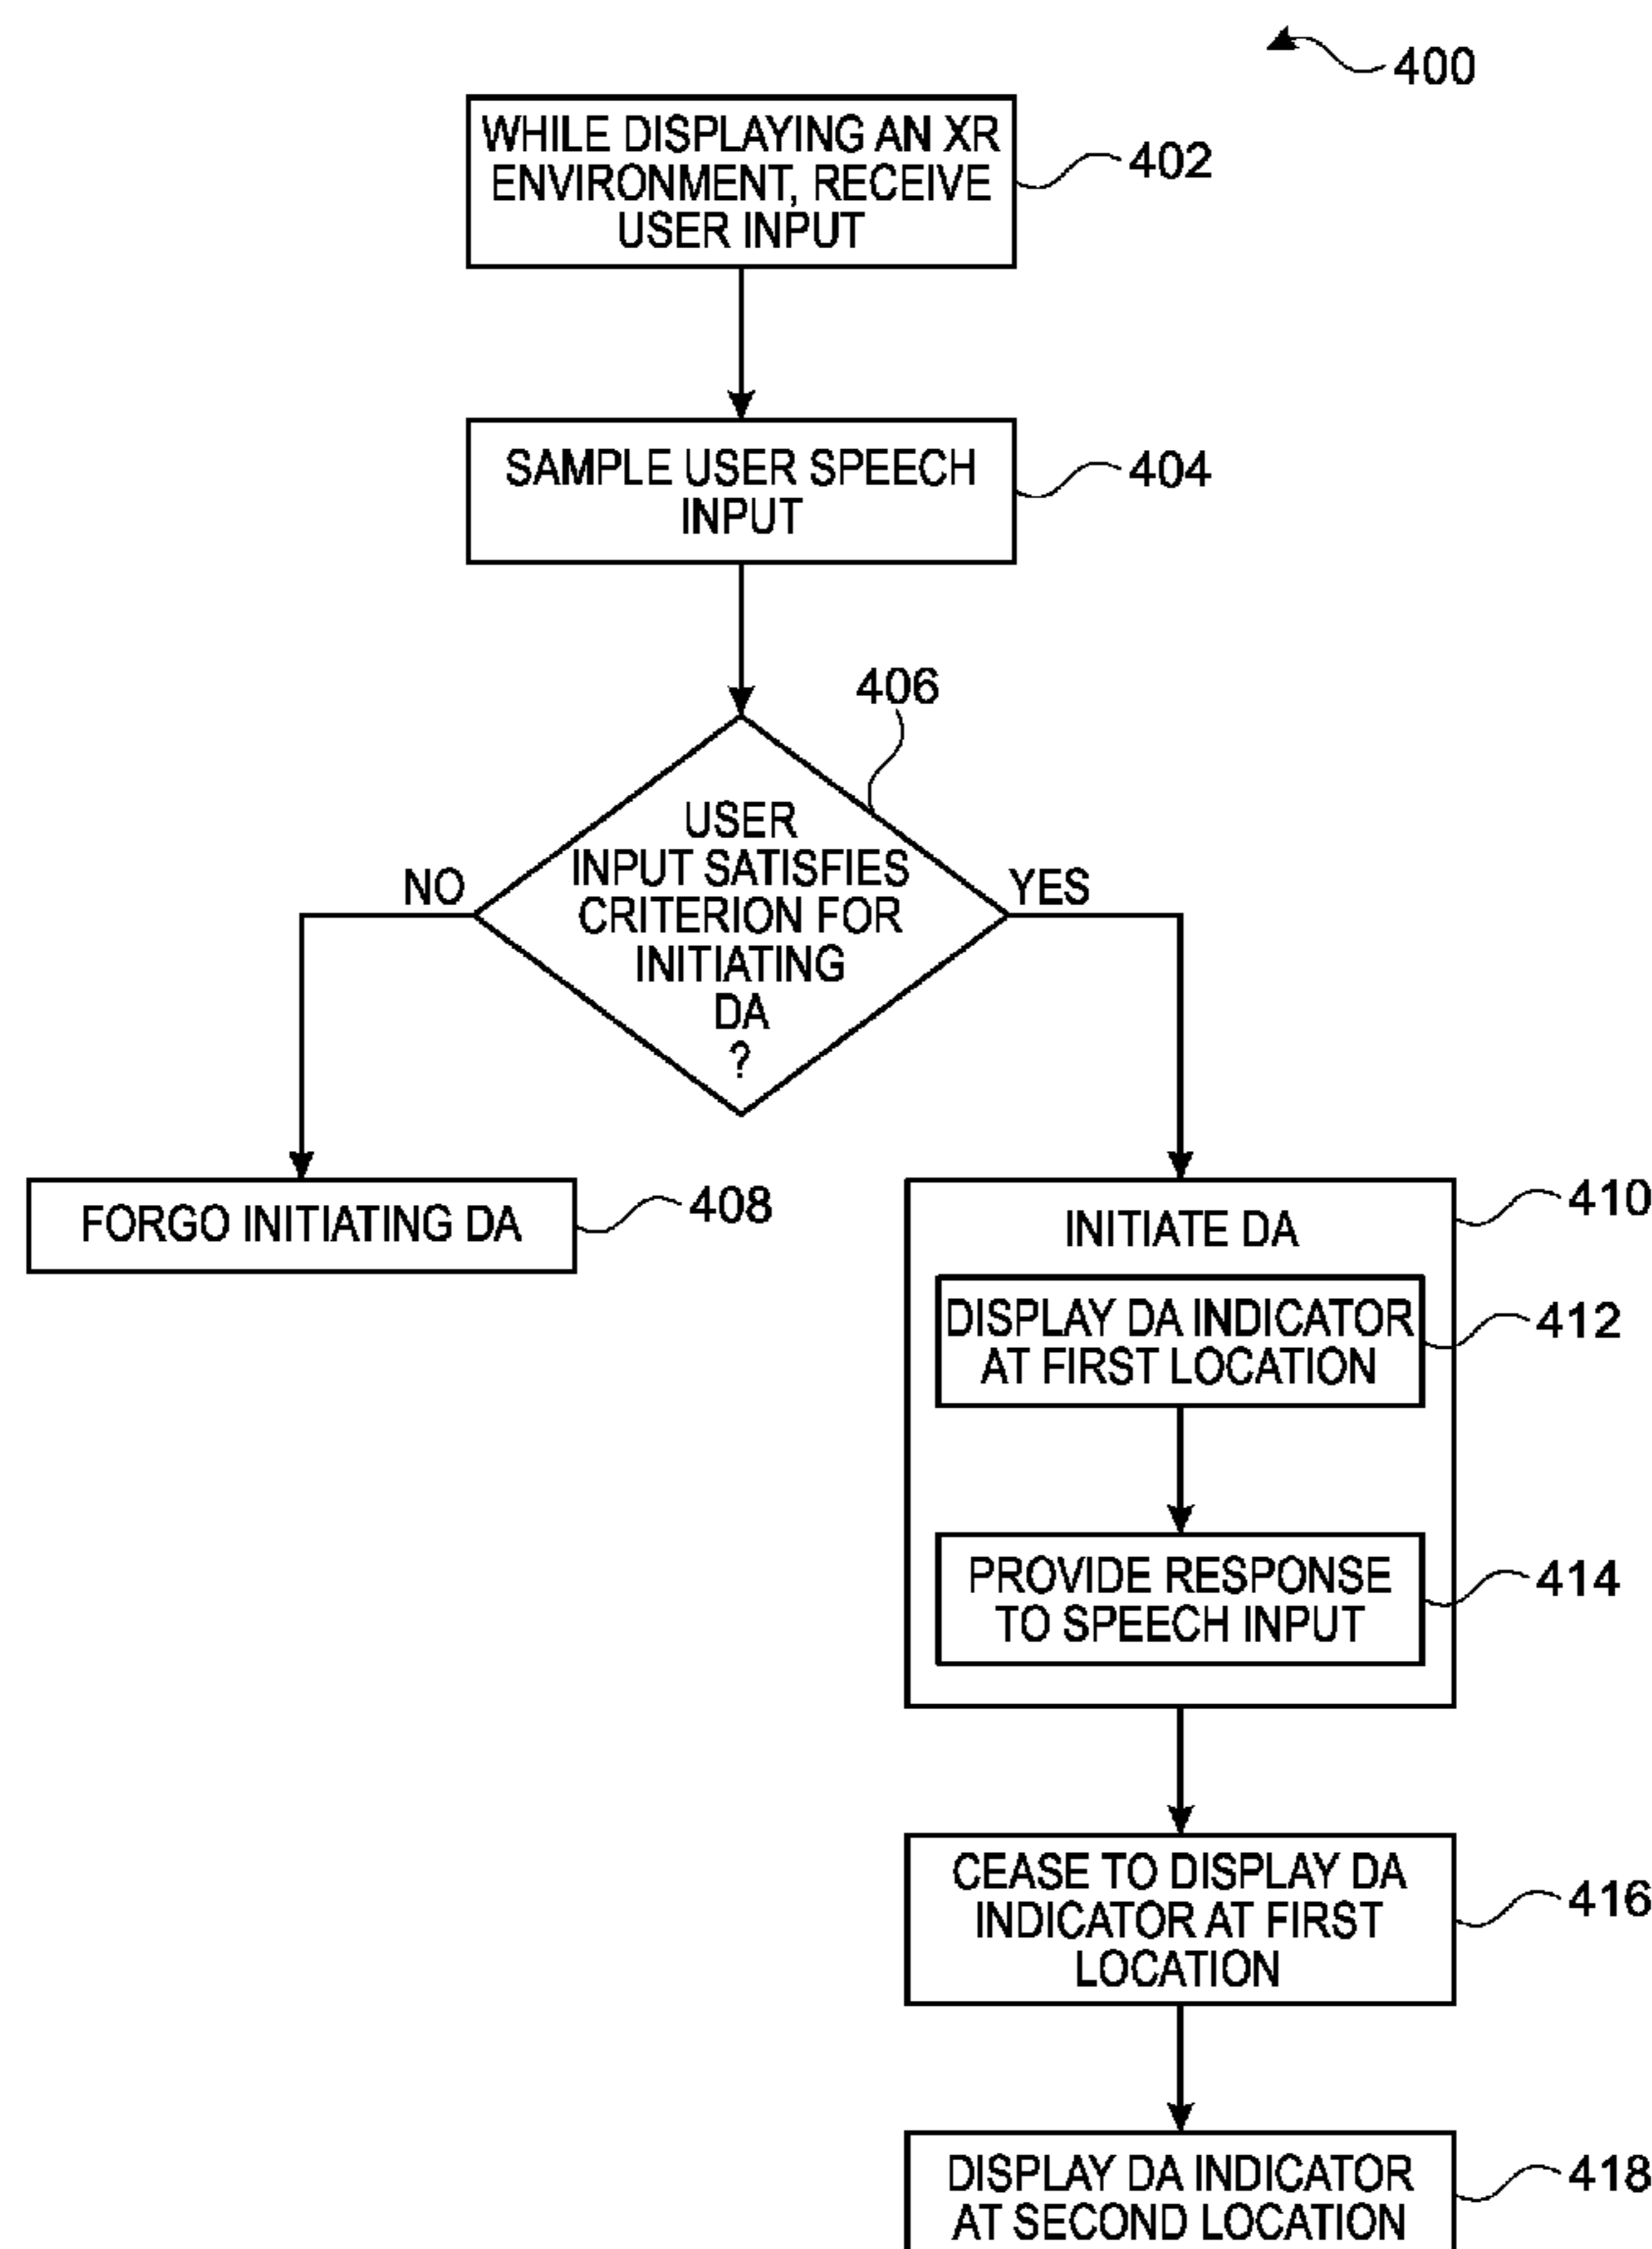 400
WHILE DISPLAYING AN XR
ENVIRONMENT, RECEIVE
USER INPUT
402
SAMPLE USER SPEECH
INPUT
404
406
USER
INPUT SATISFIES
CRITERION FOR
INITIATING
DA
?
NO
YES
FORGO INITIATING DA
408
INITIATE DA
410
DISPLAY DA INDICATOR
AT FIRST LOCATION
412
PROVIDE RESPONSE
TO SPEECH INPUT
414
CEASE TO DISPLAY DA
INDICATOR AT FIRST
LOCATION
416
DISPLAY DA INDICATOR
AT SECOND LOCATION
418